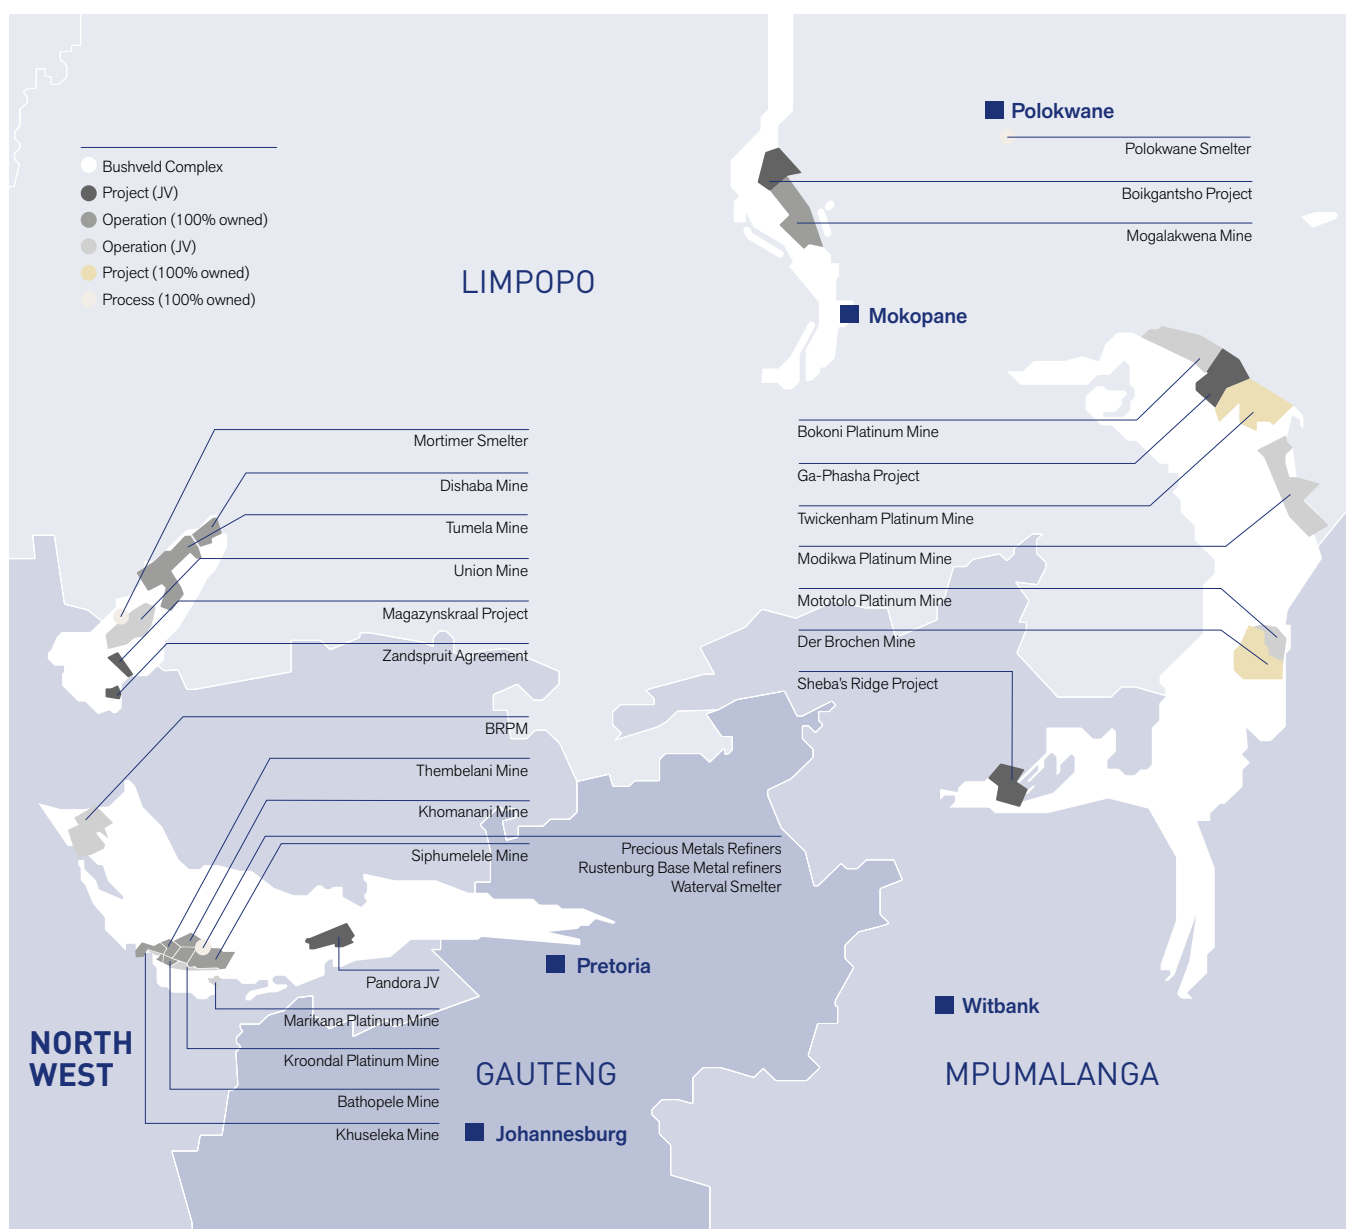 Polokwane
Polokwane Smelter
Boikgantsho Project
Mogalakwena Mine
Bushveld Complex
Project (JV)
Operation (100% owned)
Operation (JV)
Project (100% owned)
Process (100% owned)
LIMPOPO
Mokopane
Mortimer Smelter
Dishaba Mine
Tumela Mine
Union Mine
Magazynskraal Project
Zandspruit Agreement
BRPM
Thembelani Mine
Khomanani Mine
Siphumelele Mine
Precious Metals Refiners
Rustenburg Base Metal refiners
Waterval Smelter
Bokoni Platinum Mine
Ga-Phasha Project
Twickenham Platinum Mine
Modikwa Platinum Mine
Mototolo Platinum Mine
Der Brochen Mine
Sheba's Ridge Project
Pretoria
Pandora JV
Marikana Platinum Mine
Kroondal Platinum Mine
Bathopele Mine
Khuseleka Mine
NORTH
WEST
GAUTENG
Johannesburg
Witbank
MPUMALANGA